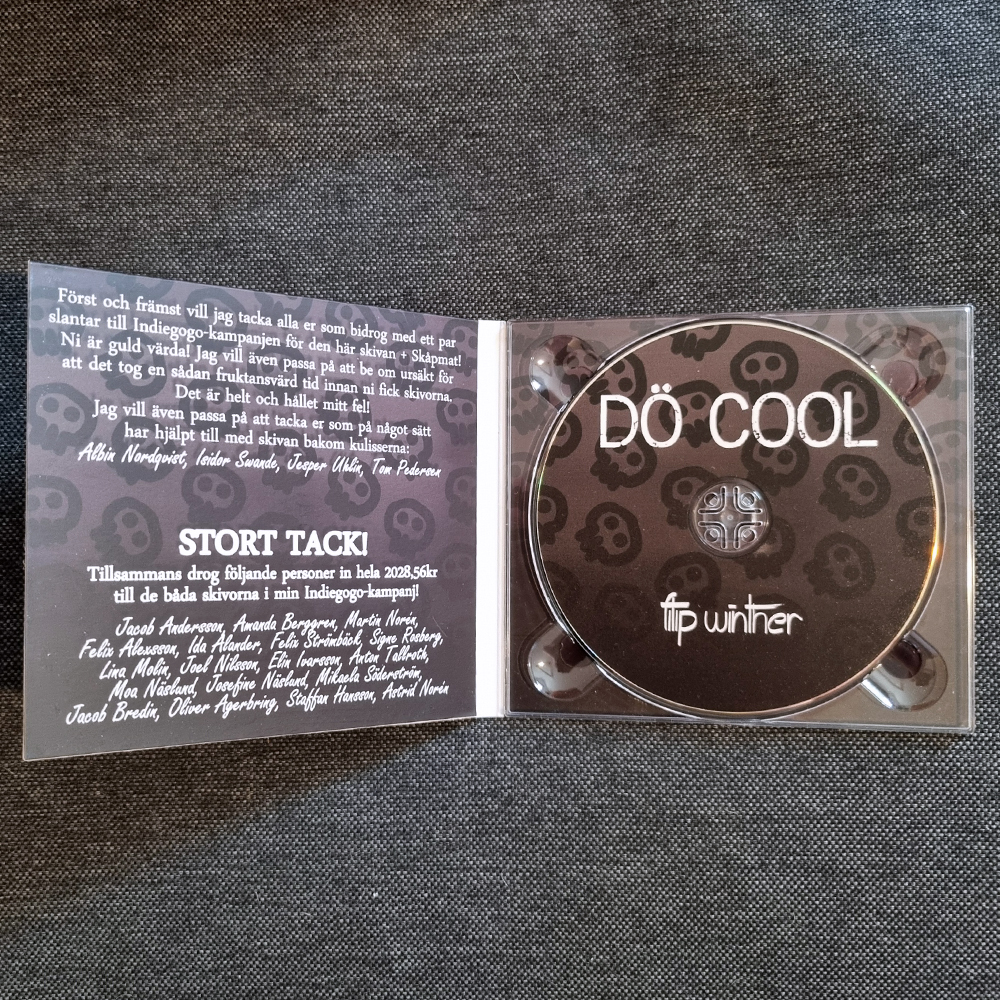 Först och främst vill jag tacka alla er som bidrog med ett par
slantar till Indiegogo-kampanjen för den här skivan + Skåpmat!
Ni är guld värda! Jag vill även passa på att be om ursäkt för
att det tog en sådan fruktansvärd tid innan ni fick skivorna.
Det är helt och hållet mitt fel!
Jag vill även passa på att tacka er som på något sätt
har hjälpt till med skivan bakom kulisserna:
Albin Nordqvist, Isidor Swande, Jesper Uhlin, Tom Pedersen
STORT TACK!
Tillsammans drog följande personer in hela 2028,56kr
till de båda skivorna i min Indiegogo-kampanj!
Jacob Andersson, Amanda Berggren, Martin Norén,
Felix Alexsson, Ida Alander, Felix Strömbäck, Signe Rosberg,
Lina Molin, Joel Nilsson, Elin Ivarsson, Anton Tallroth,
Moa Näslund, Josefine Näslund, Mikaela Söderström,
Jacob Bredin, Oliver Agerbring, Staffan Hansson, Astrid Norén
DÖ COOL
filip winther